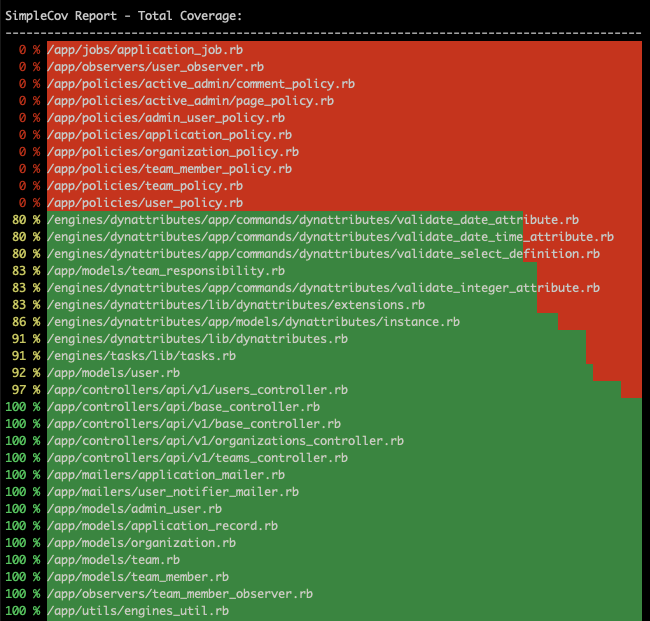 SimpleCov Report - Total Coverage:
--------------------------------------------------------------------------------------------
0 % /app/jobs/application_job.rb
0 % /app/observers/user_observer.rb
0 % /app/policies/active_admin/comment_policy.rb
0 % /app/policies/active_admin/page_policy.rb
0 % /app/policies/admin_user_policy.rb
0 % /app/policies/application_policy.rb
0 % /app/policies/organization_policy.rb
0 % /app/policies/team_member_policy.rb
0 % /app/policies/team_policy.rb
0 % /app/policies/user_policy.rb
80 % /engines/dynattributes/app/commands/dynattributes/validate_date_attribute.rb
80 % /engines/dynattributes/app/commands/dynattributes/validate_date_time_attribute.rb
80 % /engines/dynattributes/app/commands/dynattributes/validate_select_definition.rb
83 % /app/models/team_responsibility.rb
83 % /engines/dynattributes/app/commands/dynattributes/validate_integer_attribute.rb
83 % /engines/dynattributes/lib/dynattributes/extensions.rb
86 % /engines/dynattributes/app/models/dynattributes/instance.rb
91 % /engines/dynattributes/lib/dynattributes.rb
91 % /engines/tasks/lib/tasks.rb
92 % /app/models/user.rb
97 % /app/controllers/api/v1/users_controller.rb
100 % /app/controllers/api/base_controller.rb
100 % /app/controllers/api/v1/base_controller.rb
100 % /app/controllers/api/v1/organizations_controller.rb
100 % /app/controllers/api/v1/teams_controller.rb
100 % /app/mailers/application_mailer.rb
100 % /app/mailers/user_notifier_mailer.rb
100 % /app/models/admin_user.rb
100 % /app/models/application_record.rb
100 % /app/models/organization.rb
100 % /app/models/team.rb
100 % /app/models/team_member.rb
100 % /app/observers/team_member_observer.rb
100 % /app/utils/engines_util.rb